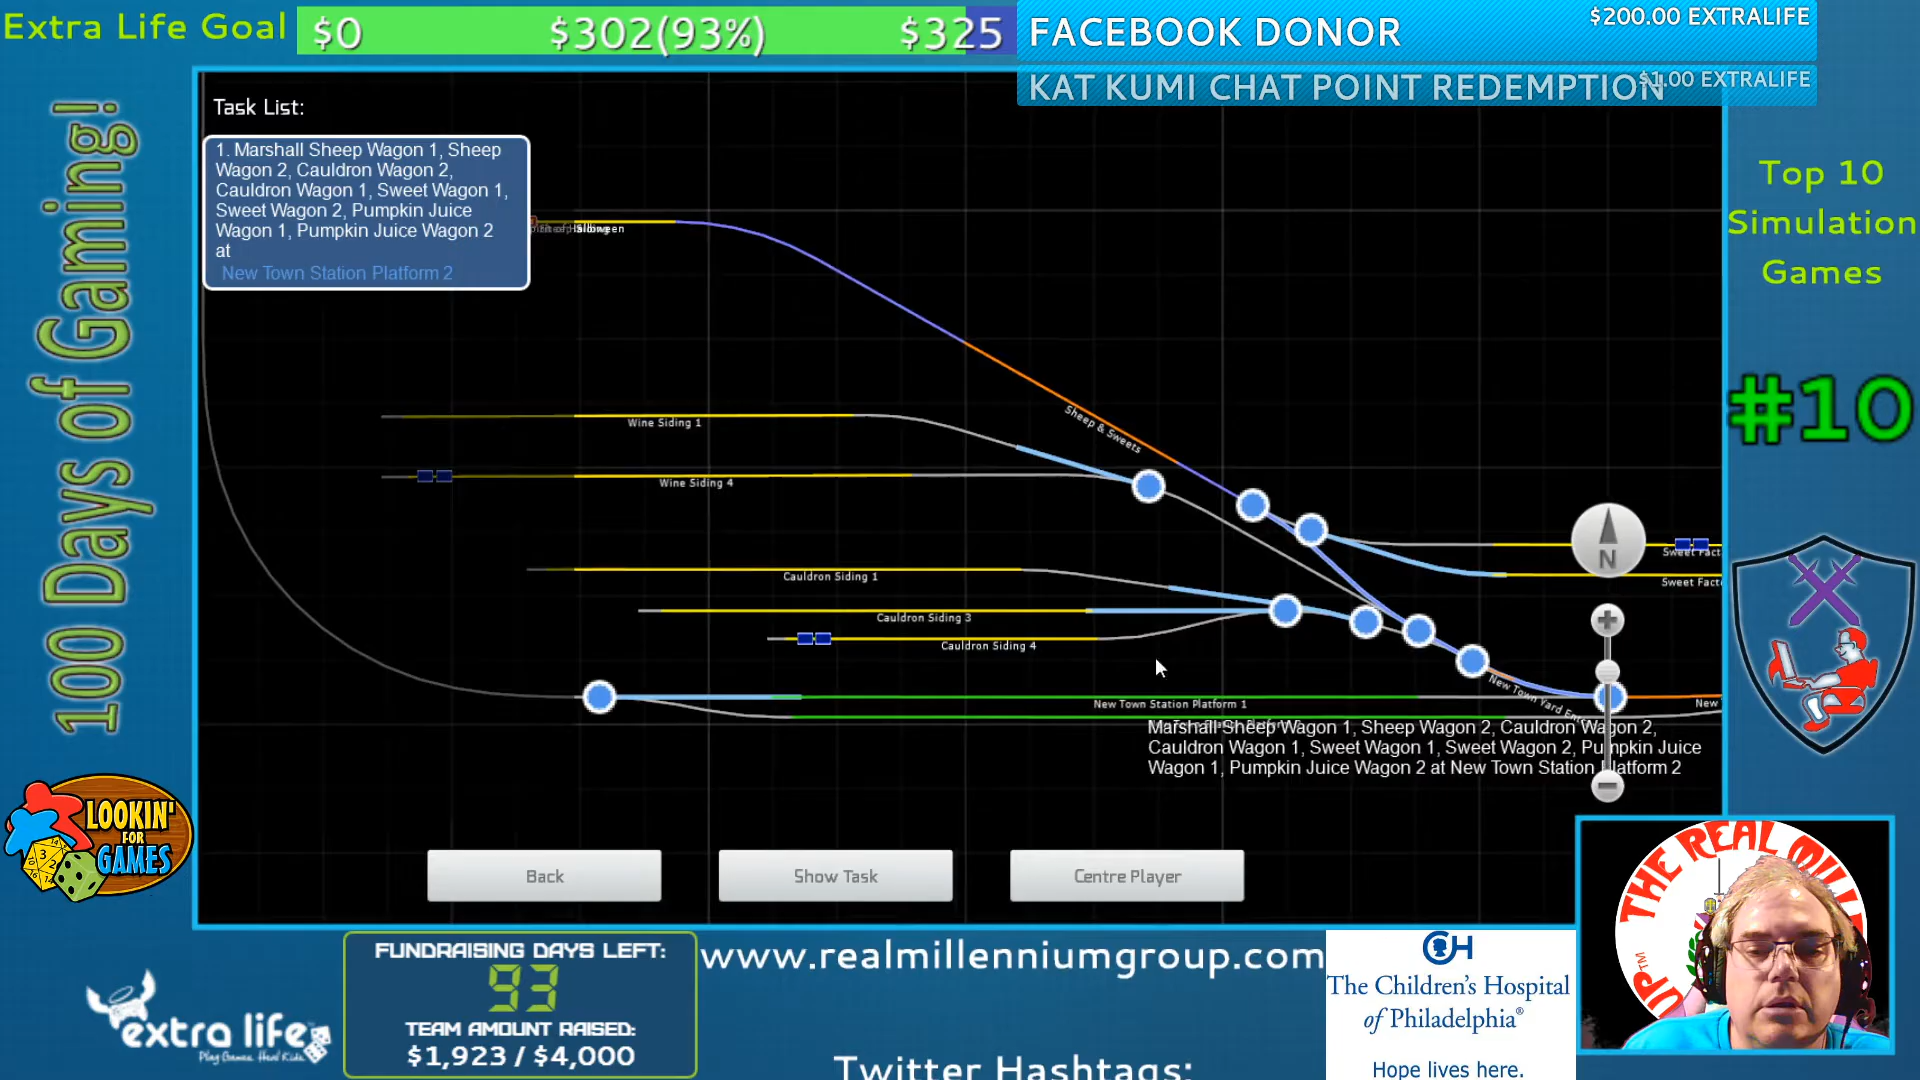 Extra Life Goal
$0
$302(93%)
$325
FACEBOOK DONOR
$200.00 EXTRALIFE
KAT KUMI CHAT POINT REDEMPTION
$1.00 EXTRALIFE
100 Days of Gaming!
Task List:
1. Marshall Sheep Wagon 1, Sheep
Wagon 2, Cauldron Wagon 2,
Cauldron Wagon 1, Sweet Wagon 1,
Sweet Wagon 2, Pumpkin Juice
Wagon 1, Pumpkin Juice Wagon 2
at
New Town Station Platform 2
Top 10
Simulation
Games
#10
Sheep & Sweets
Wine Siding 1
Wine Siding 4
Cauldron Siding 1
Cauldron Siding 3
Cauldron Siding 4
N
Sweet Fact
Sweet Fact
New Town Yard
New
New Town Station Platform 1
Marshall Sheep Wagon 1, Sheep Wagon 2, Cauldron Wagon 2,
Cauldron Wagon 1, Sweet Wagon 1, Sweet Wagon 2, Pumpkin Juice
Wagon 1, Pumpkin Juice Wagon 2 at New Town Station Platform 2
Back
Show Task
Centre Player
LOOKIN'
FOR
GAMES
THE REAL MILL
UP™
extra life
Play Games. Heal Kids
FUNDRAISING DAYS LEFT:
93
TEAM AMOUNT RAISED:
$1,923 / $4,000
www.realmillenniumgroup.com
Twitter Hashtags:
CH
The Children's Hospital
of Philadelphia®
Hope lives here.